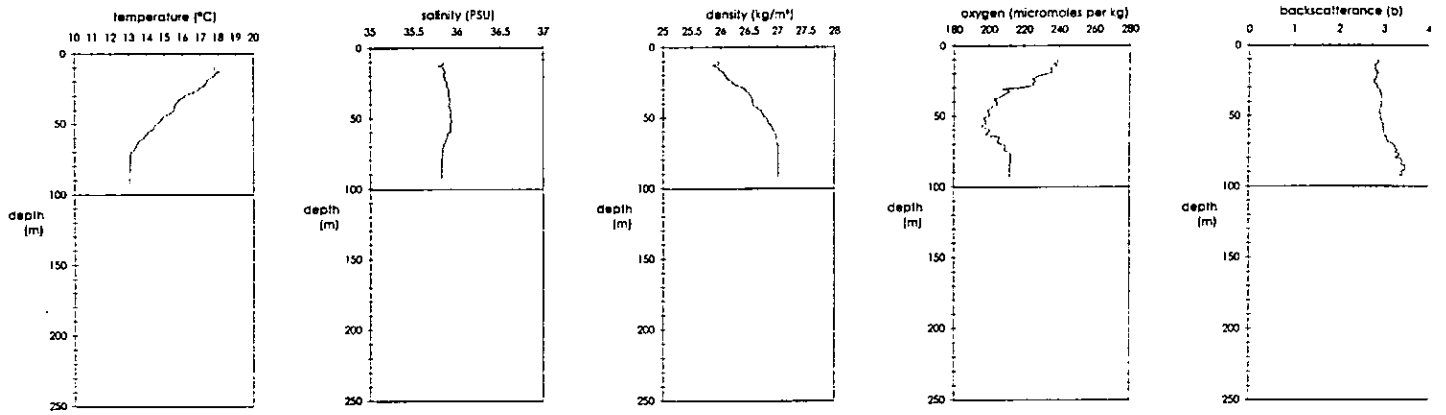 temperature (°C)
10 11 12 13 14 15 16 17 18 19 20
0
50
100
depth
(m)
150
200
250
salinity (PSU)
35 35.5 36 36.5 37
0
50
100
depth
(m)
150
200
250
density (kg/m³)
25 25.5 26 26.5 27 27.5 28
0
50
100
depth
(m)
150
200
250
oxygen (micromoles per kg)
180 200 220 240 260 280
0
50
100
depth
(m)
150
200
250
backscatterance (b)
0 1 2 3 4
0
50
100
depth
(m)
150
200
250